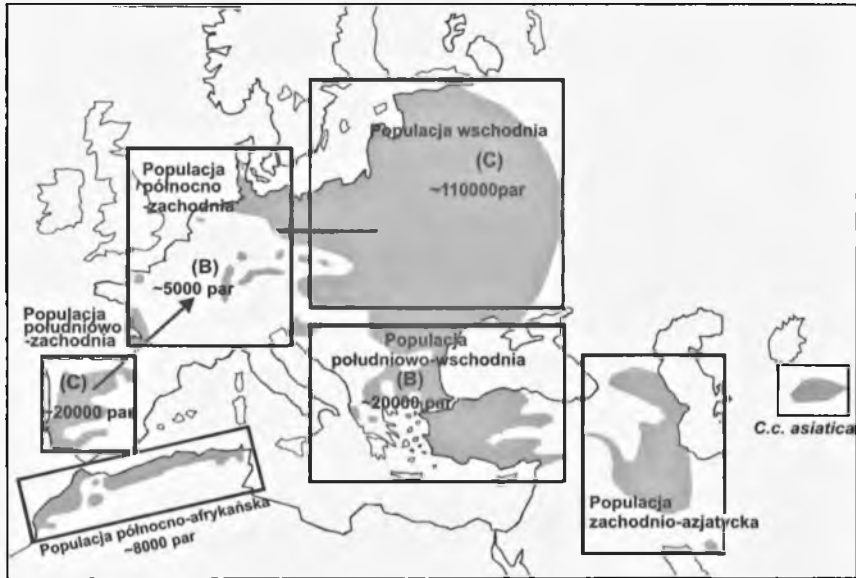 Populacja wschodnia
(C)
~110000par
Populacja
północno
-zachodnia
(B)
~5000 par
Populacja
południowo
-zachodnia
(C)
~20000 par
Populacja
południowo-wschodnia
(B)
~20000 par
C.c. asiatica
Populacja
zachodnio-azjatycka
Populacja północno-afrykańska
~8000 par